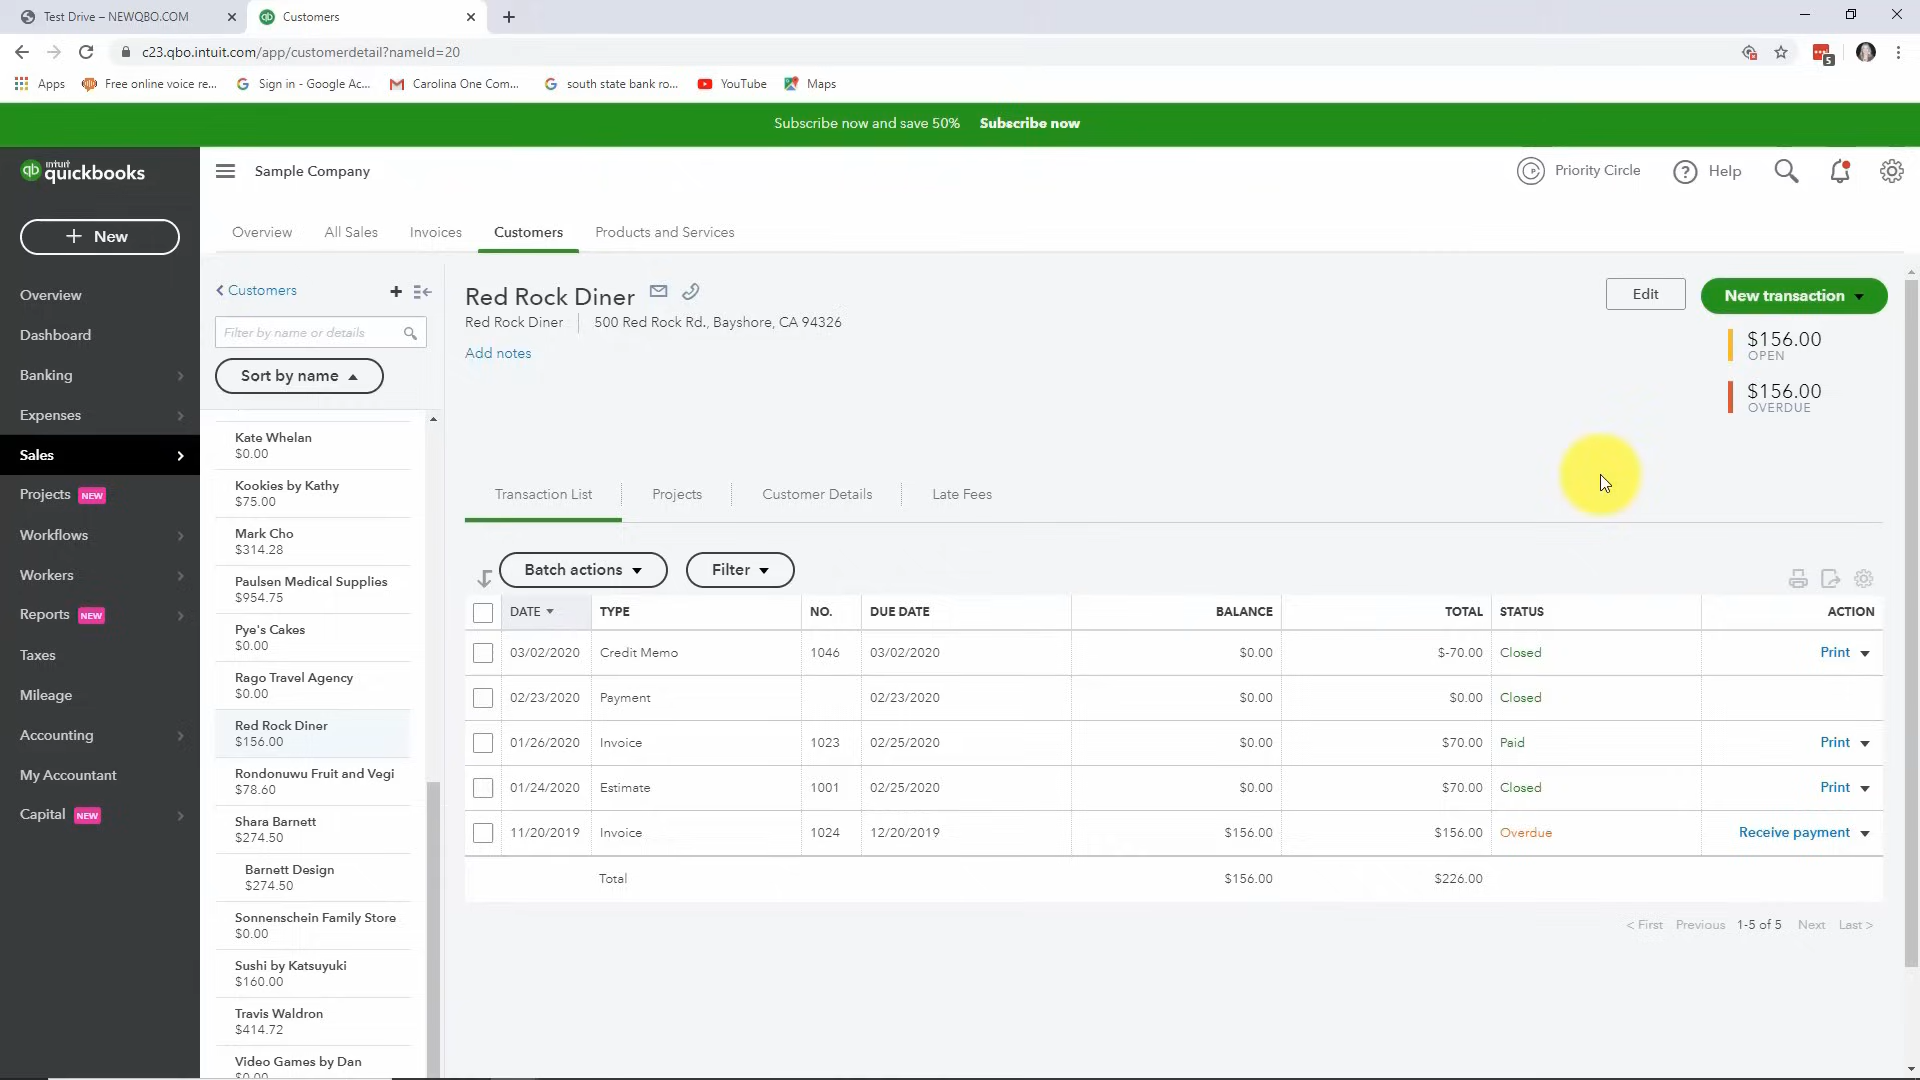 Test Drive – NEWQBO.COM
Customers
c23.qbo.intuit.com/app/customerdetail?nameId=20
5
Apps
Free online voice re...
Sign in - Google Ac...
Carolina One Com...
south state bank ro...
YouTube
Maps
Subscribe now and save 50% Subscribe now
intuit
quickbooks
Sample Company
Priority Circle
Help
+ New
Overview
Dashboard
Banking
Expenses
Sales
Projects NEW
Workflows
Workers
Reports NEW
Taxes
Mileage
Accounting
My Accountant
Capital NEW
Overview
All Sales
Invoices
Customers
Products and Services
< Customers
Filter by name or details
Sort by name
Kate Whelan
$0.00
Kookies by Kathy
$75.00
Mark Cho
$314.28
Paulsen Medical Supplies
$954.75
Pye's Cakes
$0.00
Rago Travel Agency
$0.00
Red Rock Diner
$156.00
Rondonuwu Fruit and Vegi
$78.60
Shara Barnett
$274.50
Barnett Design
$274.50
Sonnenschein Family Store
$0.00
Sushi by Katsuyuki
$160.00
Travis Waldron
$414.72
Video Games by Dan
$0.00
Red Rock Diner
Red Rock Diner 500 Red Rock Rd., Bayshore, CA 94326
Add notes
Edit
New transaction
$156.00
OPEN
$156.00
OVERDUE
Transaction List
Projects
Customer Details
Late Fees
Batch actions
Filter
DATE TYPE NO. DUE DATE BALANCE TOTAL STATUS ACTION
03/02/2020 Credit Memo 1046 03/02/2020 $0.00 $-70.00 Closed Print
02/23/2020 Payment 02/23/2020 $0.00 $0.00 Closed
01/26/2020 Invoice 1023 02/25/2020 $0.00 $70.00 Paid Print
01/24/2020 Estimate 1001 02/25/2020 $0.00 $70.00 Closed Print
11/20/2019 Invoice 1024 12/20/2019 $156.00 $156.00 Overdue Receive payment
Total $156.00 $226.00
< First Previous 1-5 of 5 Next Last >